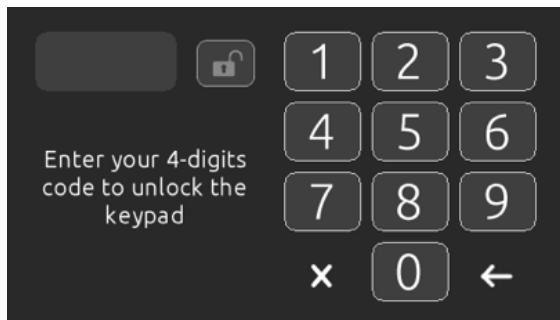 1 2 3
4 5 6
Enter your 4-digits
code to unlock the
keypad
7 8 9
0